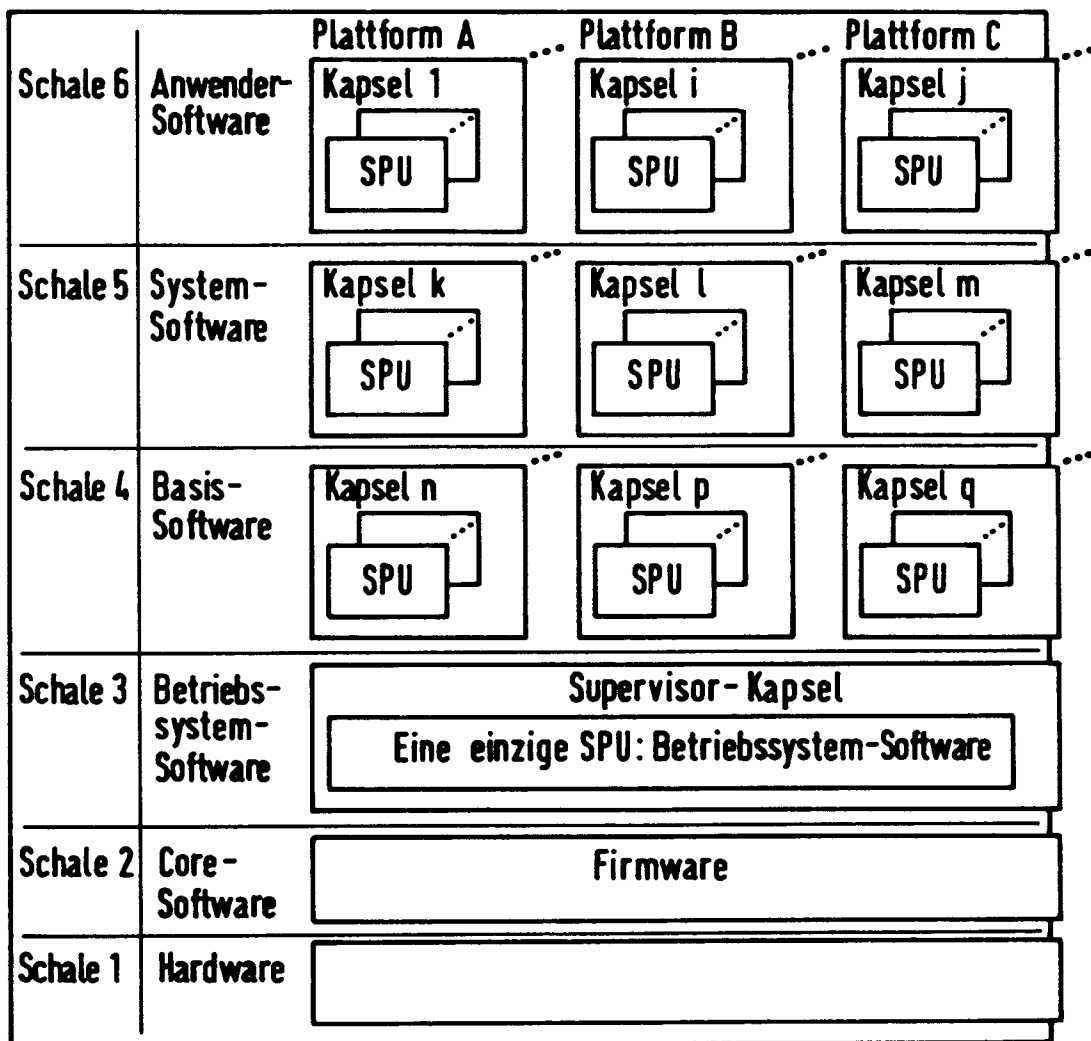 Plattform A Plattform B Plattform C
Schale 6 Anwender- Kapsel 1 Kapsel i Kapsel j
Software
SPU SPU SPU
Schale 5 System- Kapsel k Kapsel l Kapsel m
Software
SPU SPU SPU
Schale 4 Basis- Kapsel n Kapsel p Kapsel q
Software
SPU SPU SPU
Schale 3 Betriebs- Supervisor-Kapsel
system- Eine einzige SPU: Betriebssystem-Software
Software
Schale 2 Core- Firmware
Software
Schale 1 Hardware